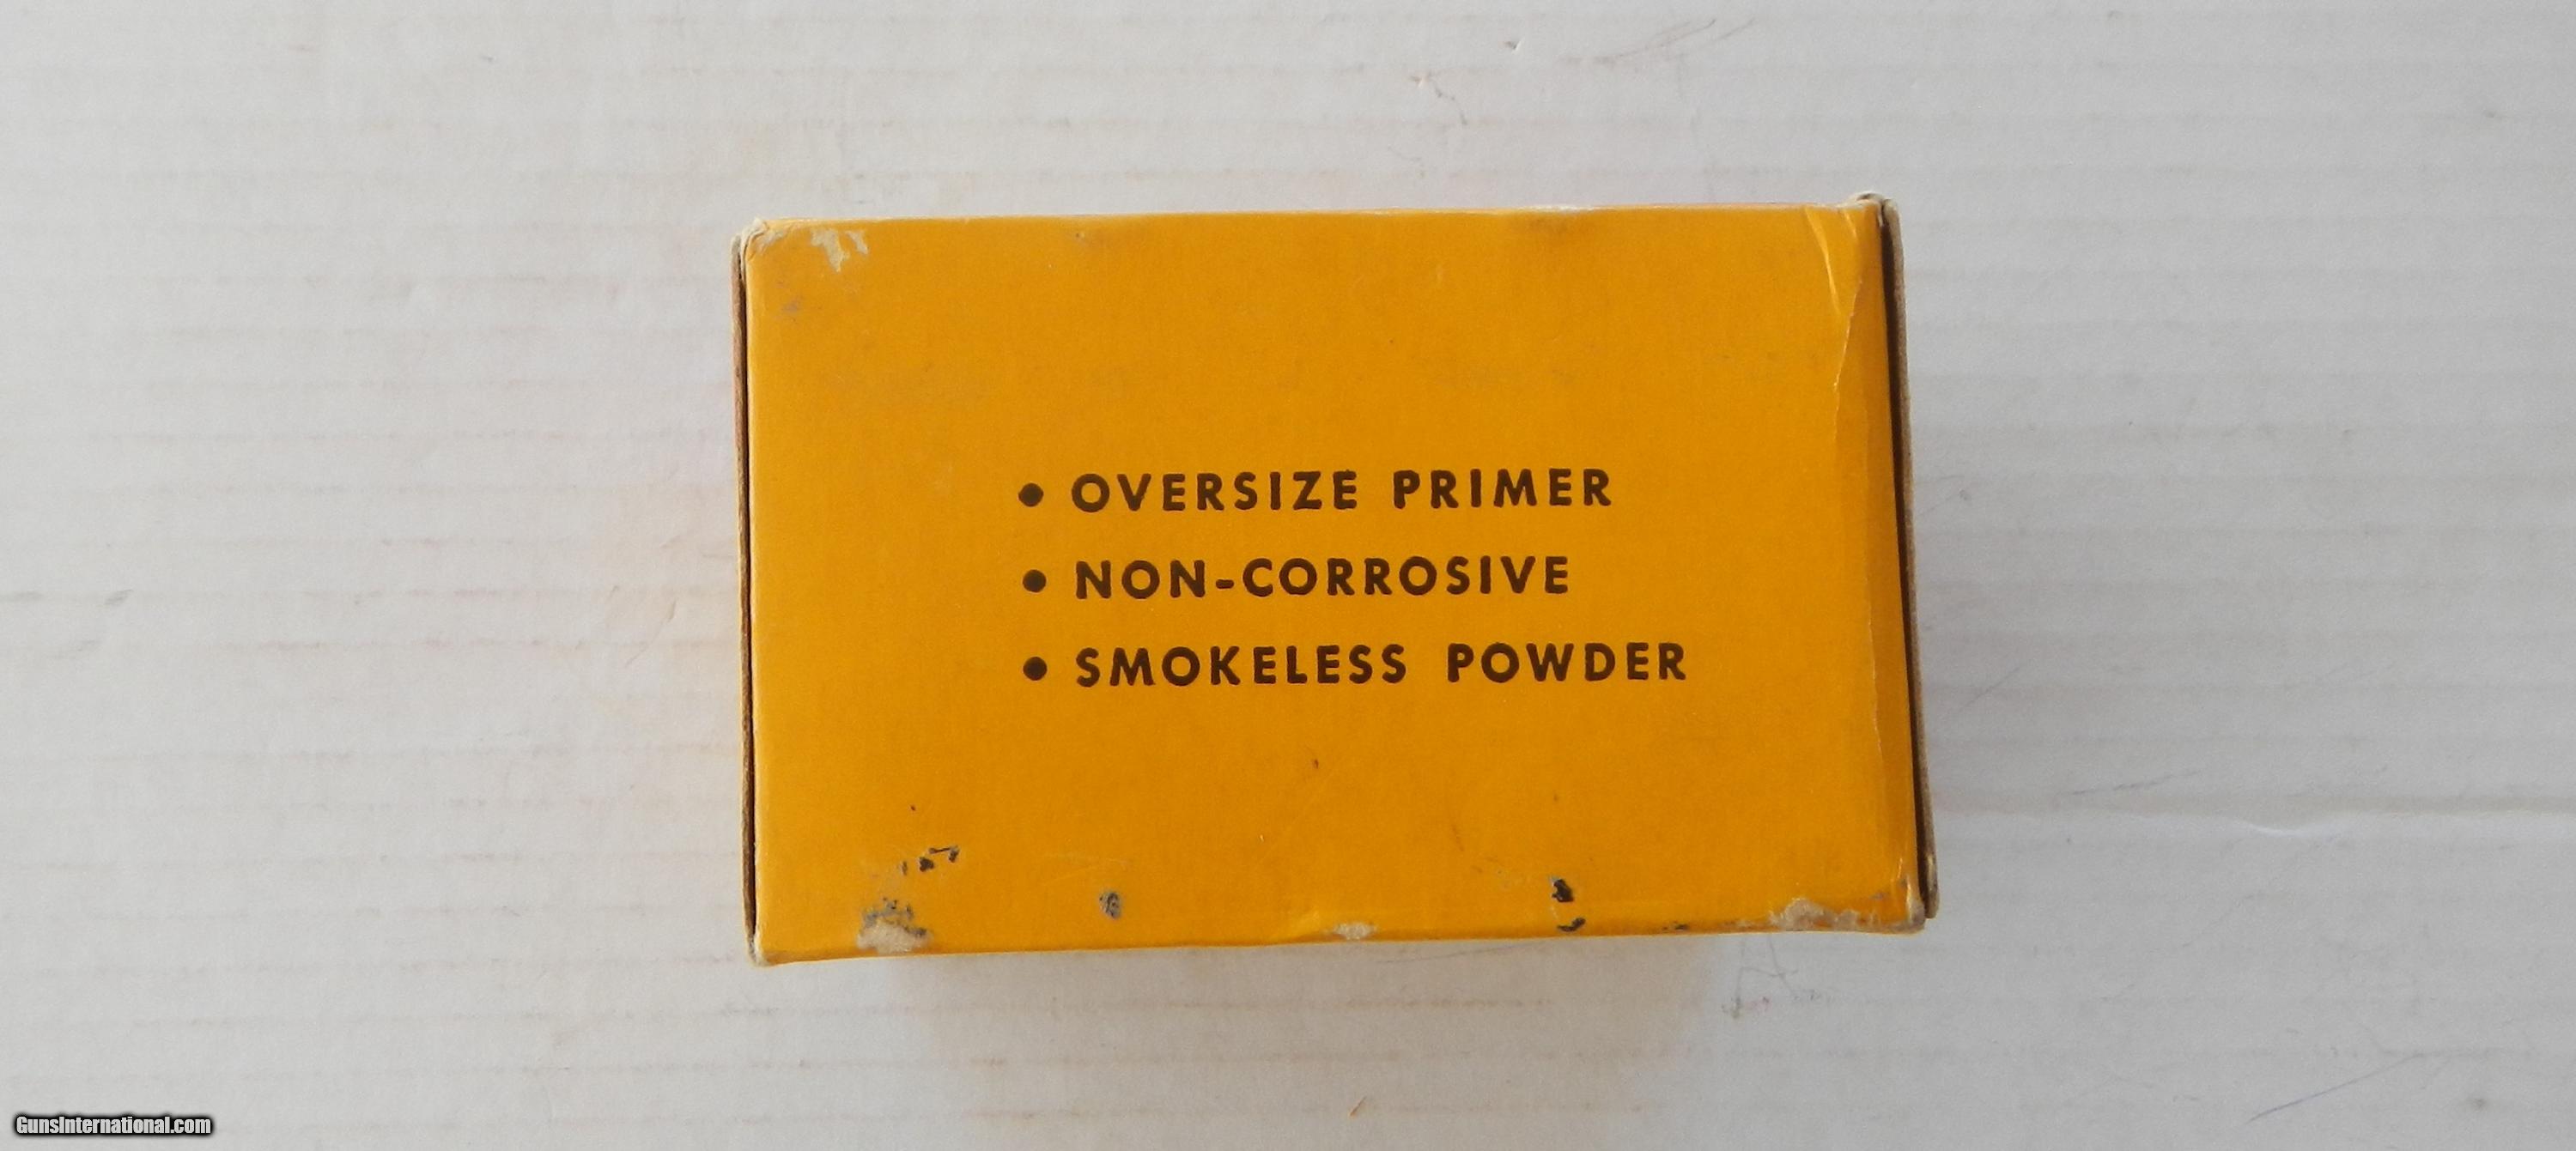 • OVERSIZE PRIMER
• NON-CORROSIVE
• SMOKELESS POWDER
GunsInternational.com